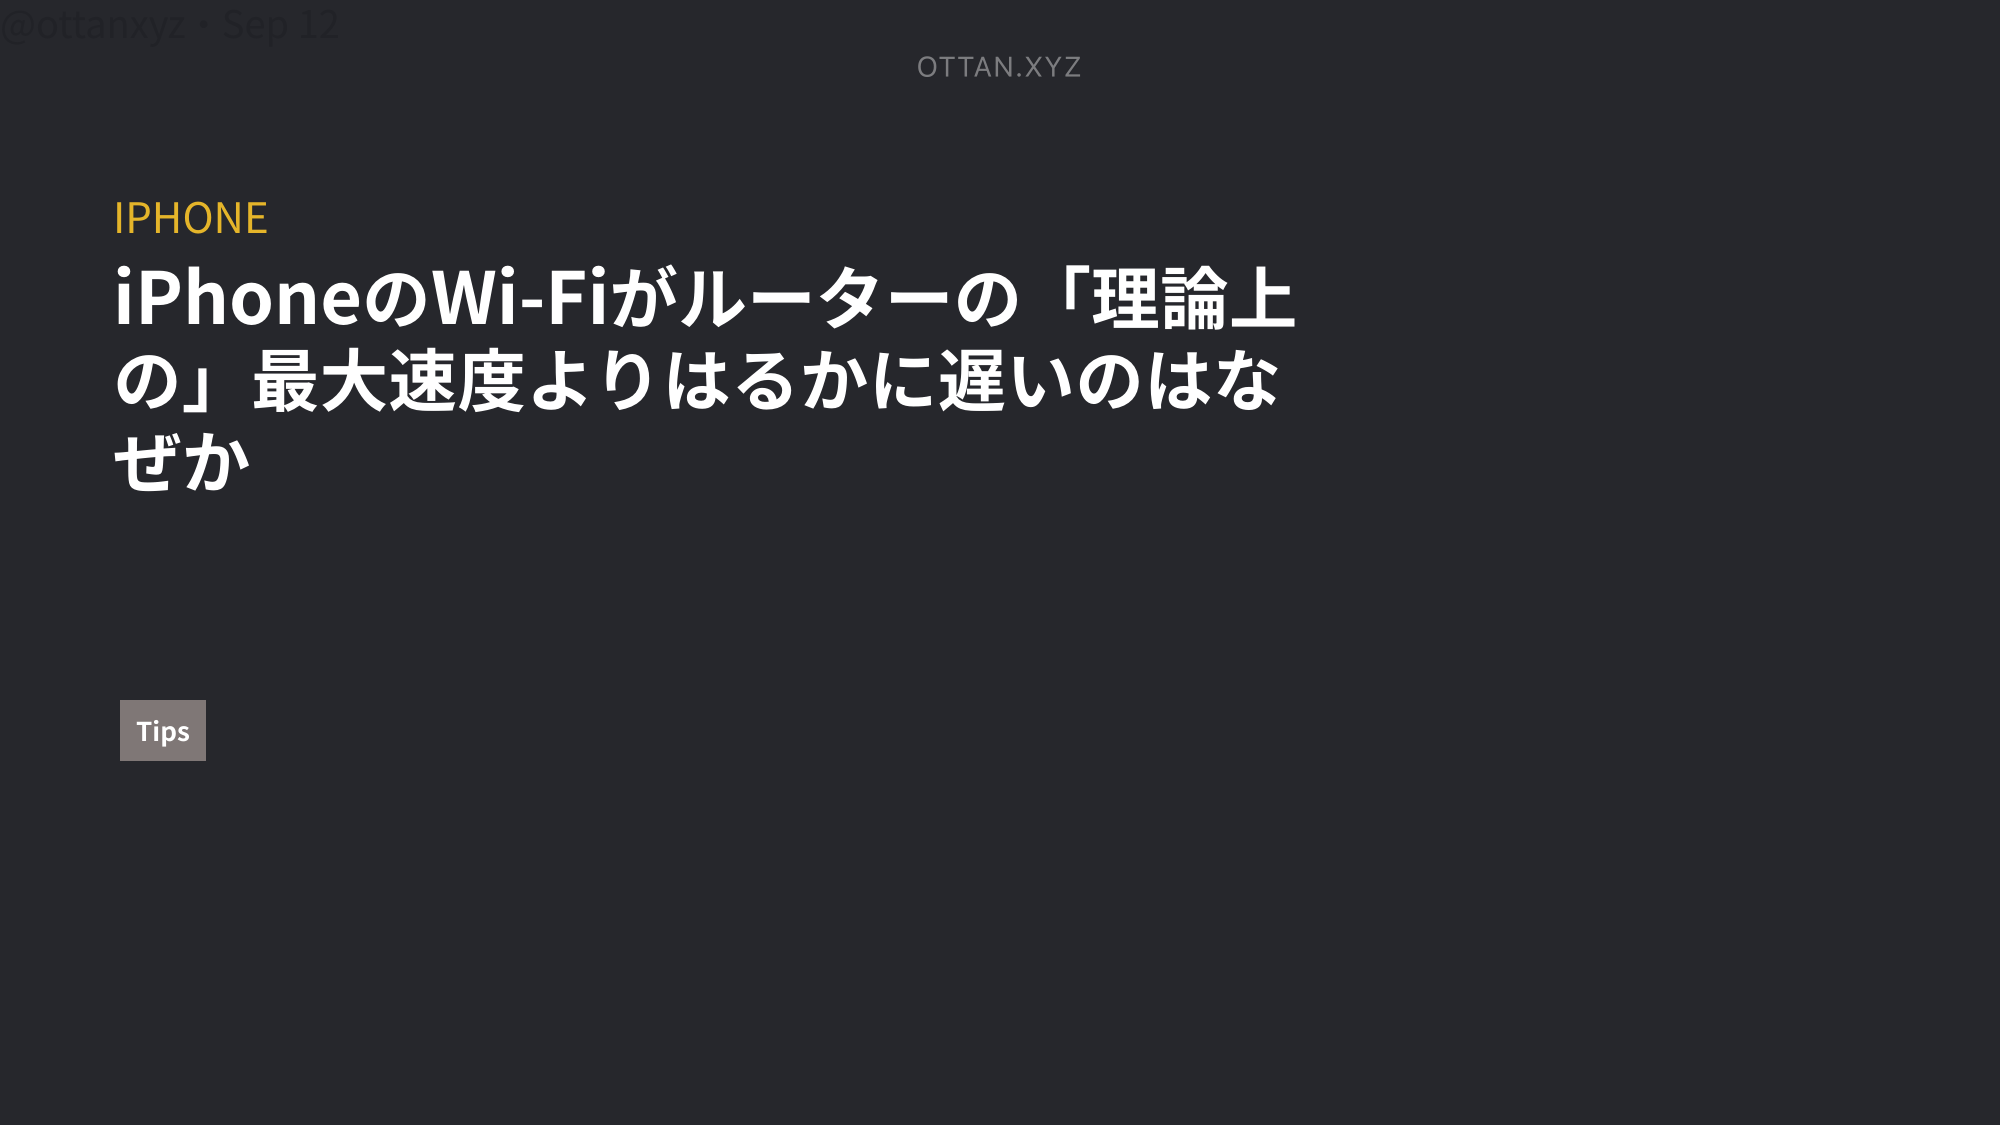 @ottanxyz・Sep 12
OTTAN.XYZ
IPHONE
iPhoneのWi-Fiがルーターの「理論上
の」最大速度よりはるかに遅いのはな
ぜか
Tips